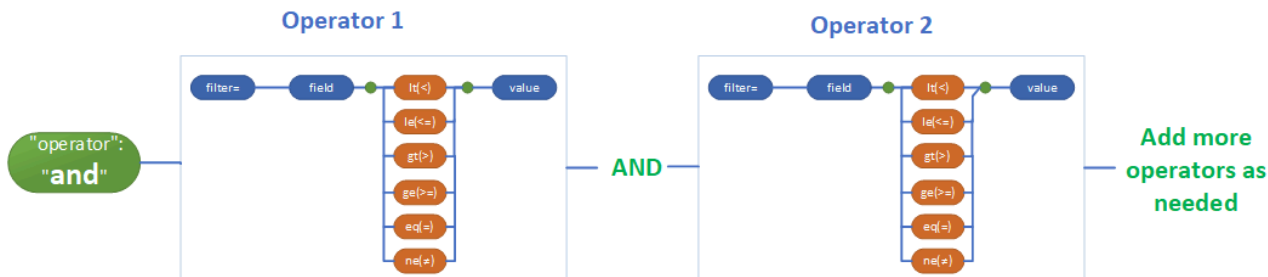 Operator 1
Operator 2
filter= field lt(<) value
le(<=)
gt(>)
ge(>=)
eq(=)
ne(≠)
filter= field lt(<) value
le(<=)
gt(>)
ge(>=)
eq(=)
ne(≠)
"operator":
"and"
AND
Add more
operators as
needed